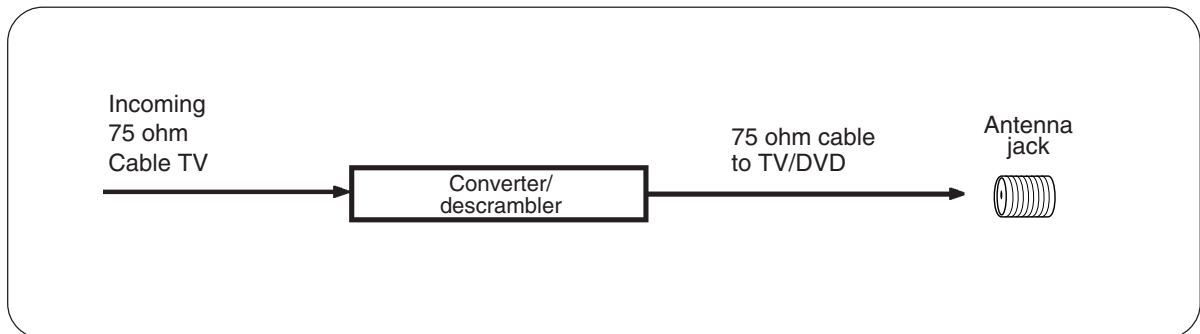 Incoming
75 ohm
Cable TV
Converter/
descrambler
75 ohm cable
to TV/DVD
Antenna
jack